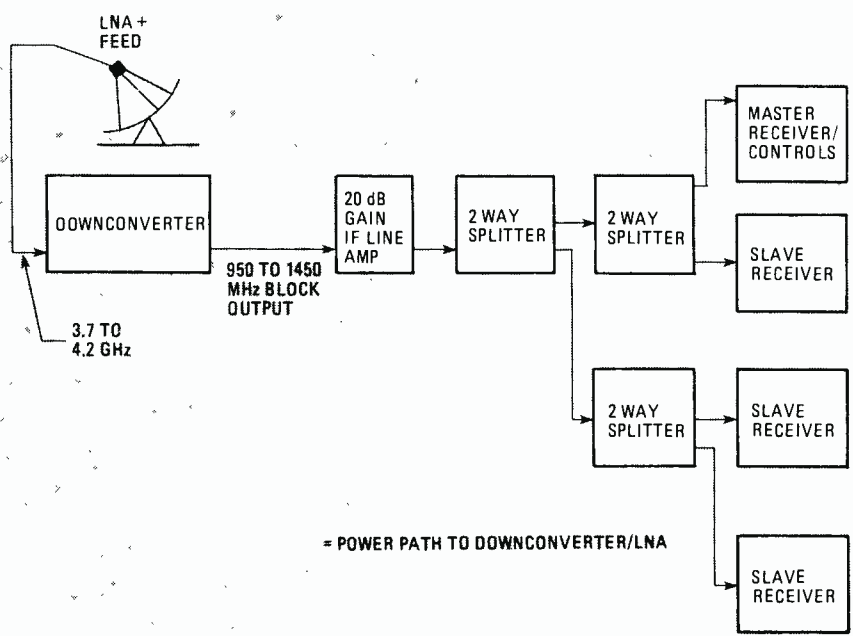 LNA +
FEED
DOWNCONVERTER
3.7 TO
4.2 GHz
950 TO 1450
MHz BLOCK
OUTPUT
20 dB
GAIN
IF LINE
AMP
2 WAY
SPLITTER
2 WAY
SPLITTER
MASTER
RECEIVER/
CONTROLS
SLAVE
RECEIVER
2 WAY
SPLITTER
SLAVE
RECEIVER
SLAVE
RECEIVER
= POWER PATH TO DOWNCONVERTER/LNA